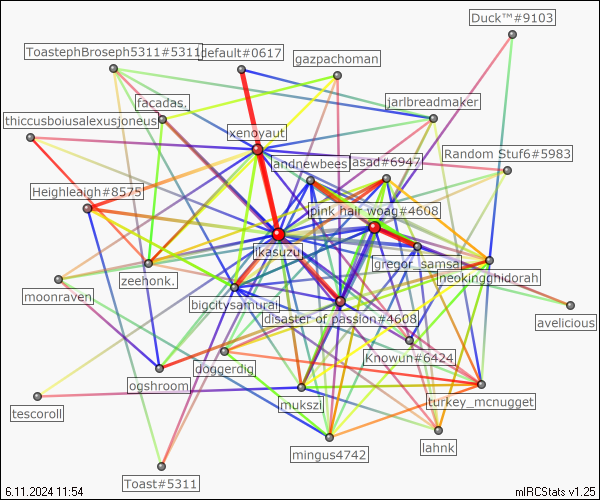 Duck™#9103
ToastephBroseph5311#5311
default#0617
gazpachoman
facadas.
jarlbreadmaker
thiccusboiusalexusjoneus
xenoyaut
andnewbees
asad#6947
Random Stuf6#5983
Heighleaigh#8575
pink hair woag#4608
ikasuzu
gregor_samsa
zeehonk.
neokingghidorah
moonraven
bigcitysamurai
disaster of passion#4608
avelicious
Knowun#6424
ogshroom
doggerdig
tescoroll
mukszi
turkey_mcnugget
mingus4742
lahnk
Toast#5311
6.11.2024 11:54
mIRCStats v1.25